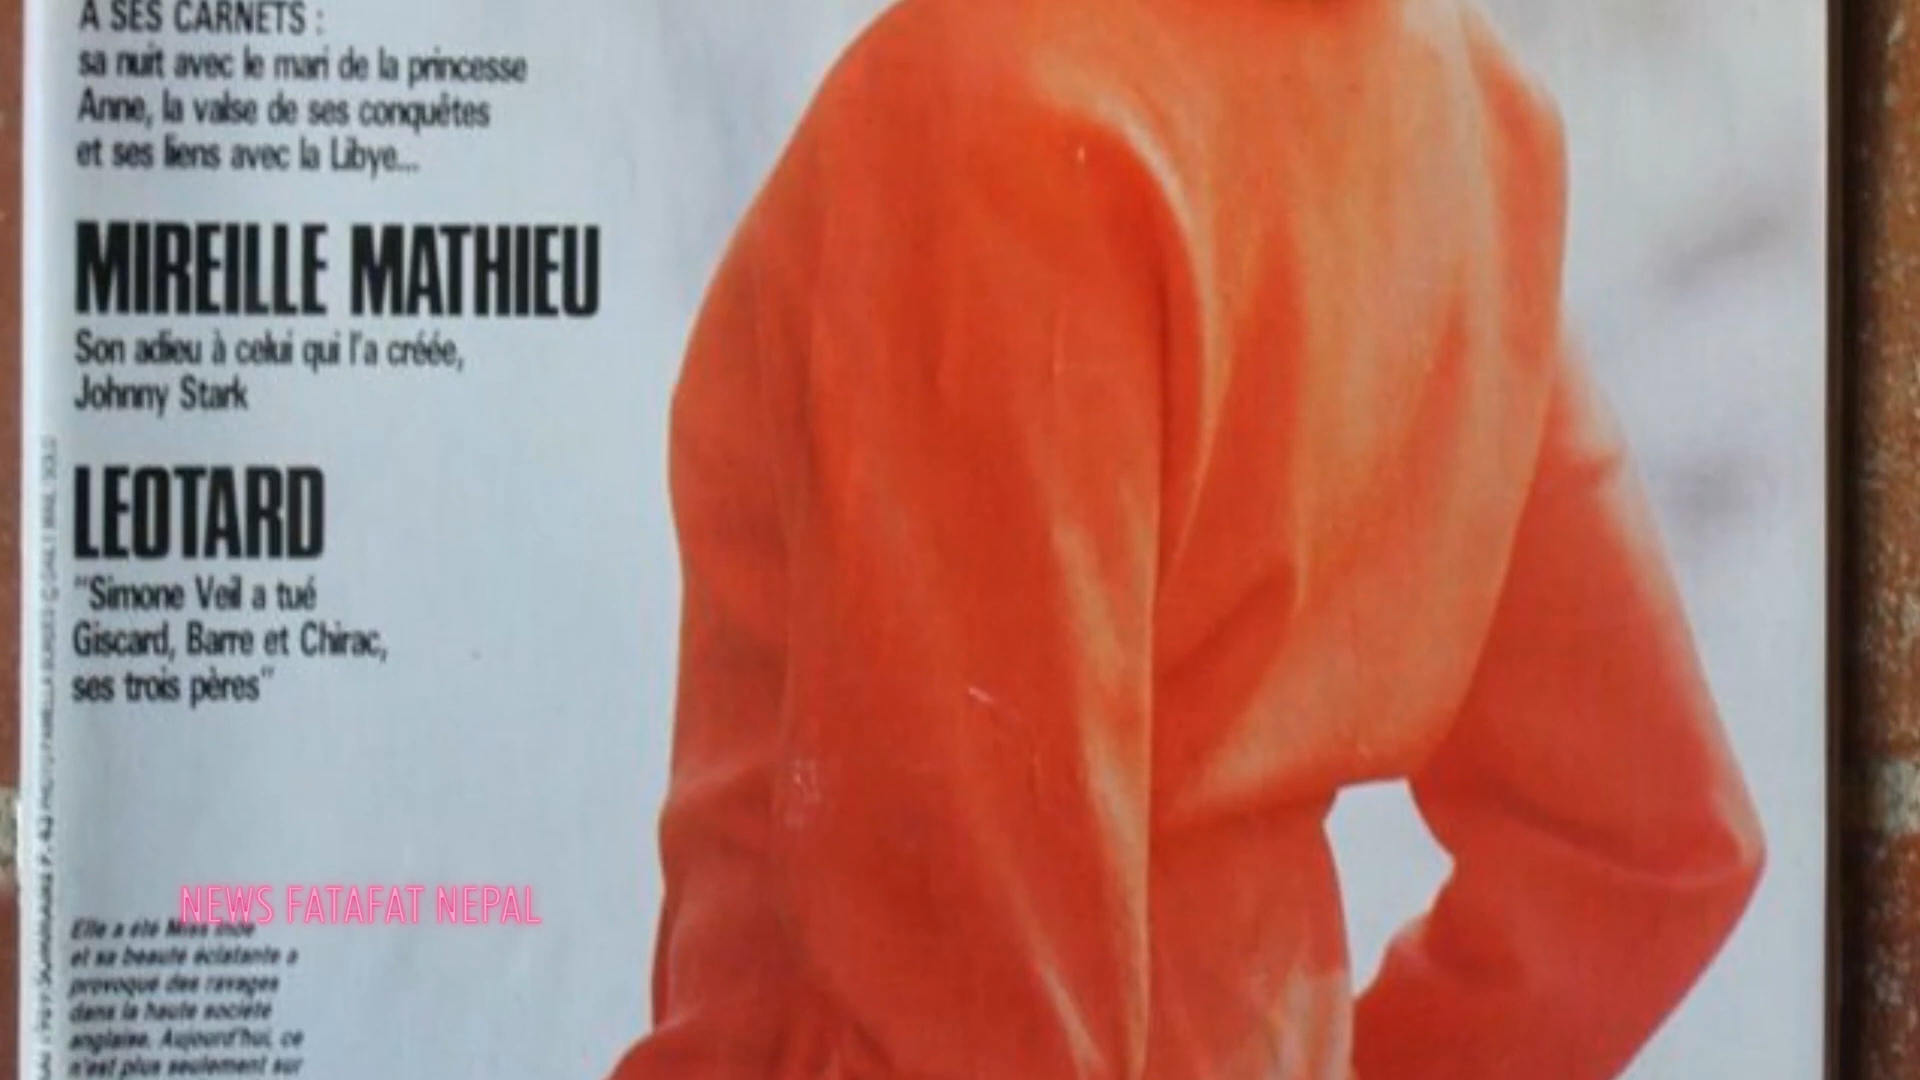 A SES CARNETS :
sa nuit avec le mari de la princesse
Anne, la valse de ses conquêtes
et ses liens avec la Libye...
MIREILLE MATHIEU
Son adieu à celui qui l'a créée,
Johnny Stark
LEOTARD
"Simone Veil a tué
Giscard, Barre et Chirac,
ses trois pères"
NEWS FATAFAT NEPAL
Elle a été Miss Inde
et sa beauté éclatante a
provoqué des ravages
dans la haute société
anglaise. Aujourd'hui, ce
n'est plus seulement sur